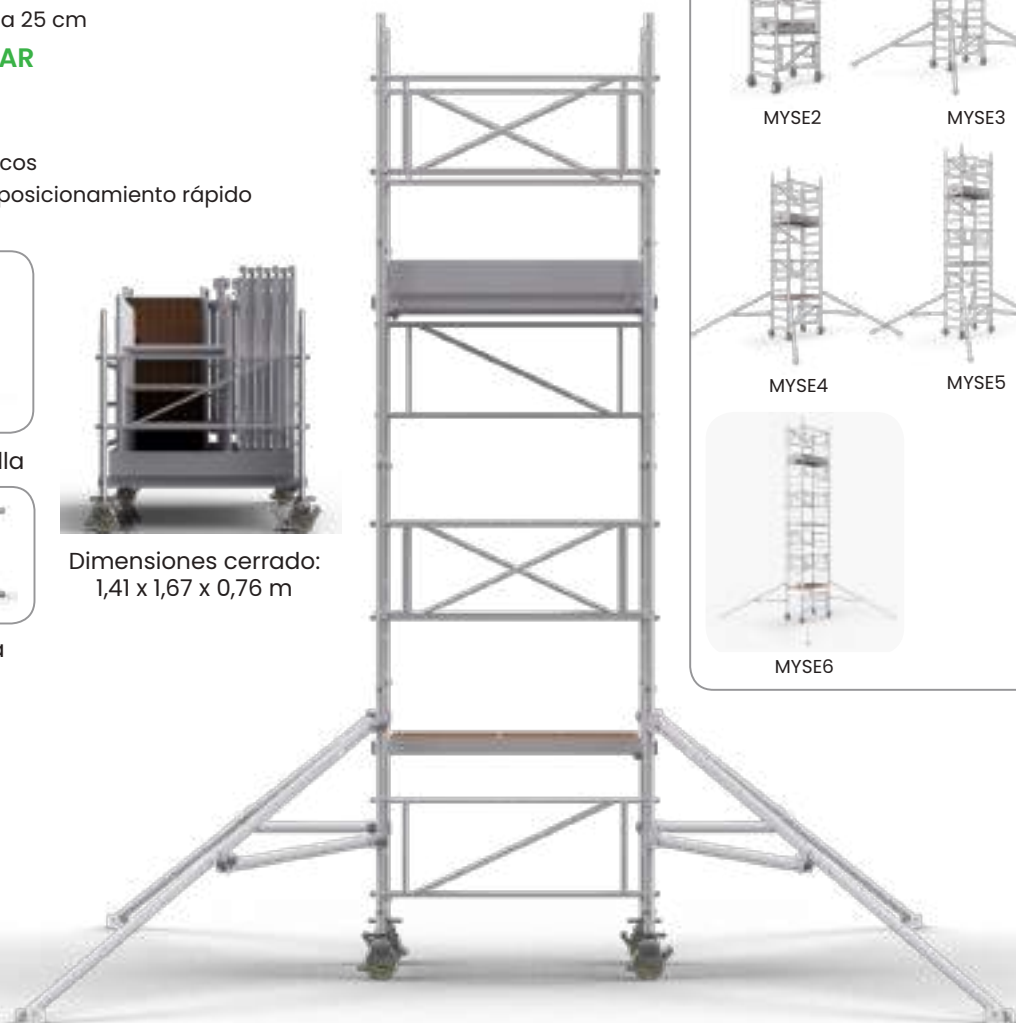 a 25 cm
AR
cos
posicionamiento rápido
lla
a
Dimensiones cerrado:
1,41 x 1,67 x 0,76 m
MYSE2
MYSE3
MYSE4
MYSE5
MYSE6